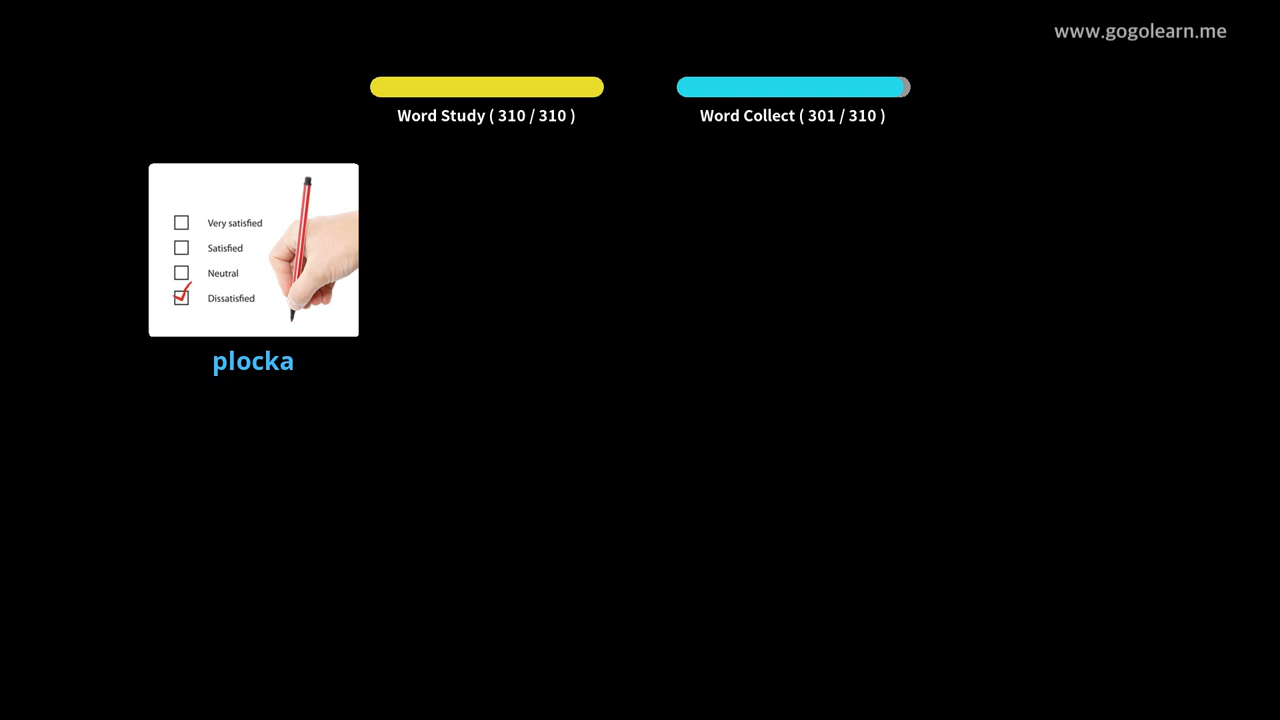 www.gogolearn.me
Word Study ( 310 / 310 )
Word Collect ( 301 / 310 )
Very satisfied
Satisfied
Neutral
Dissatisfied
plocka